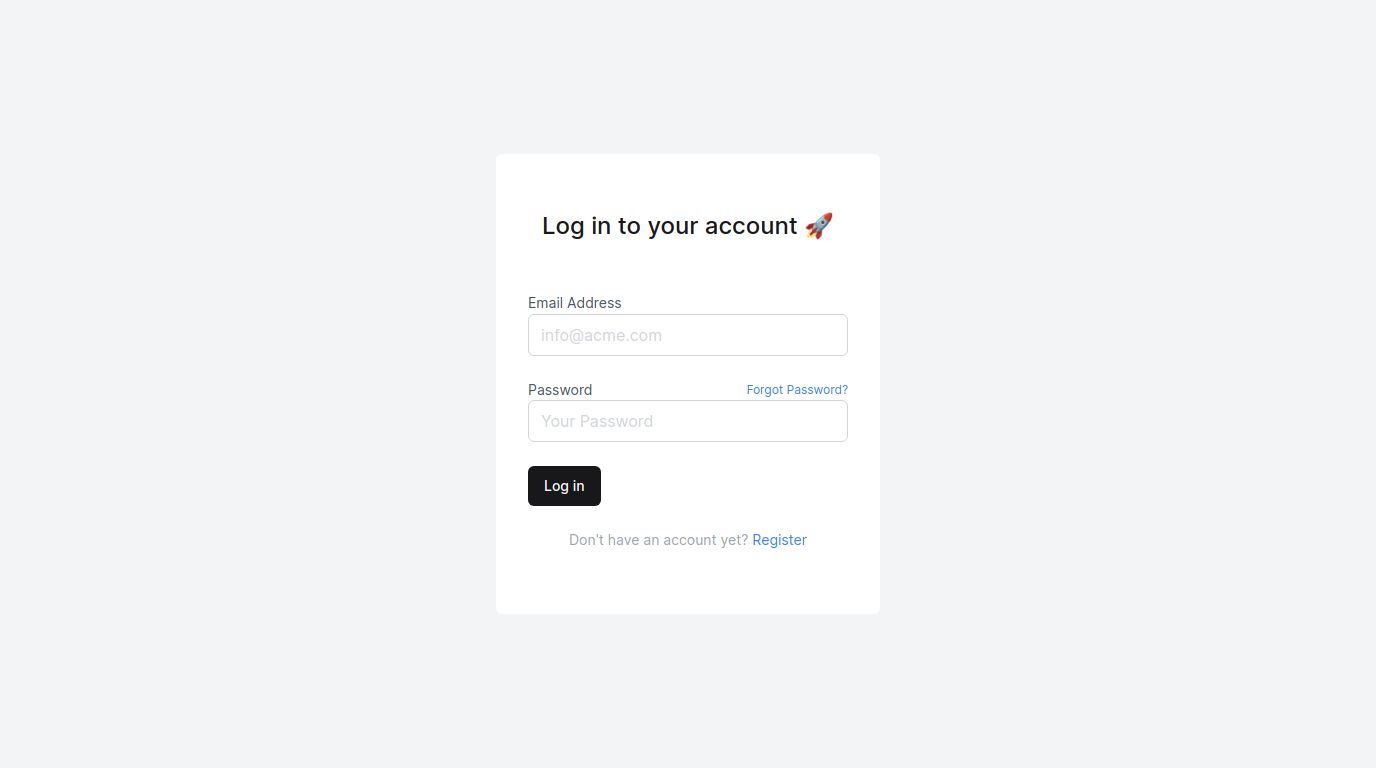 Log in to your account 🚀
Email Address
info@acme.com
Password Forgot Password?
Your Password
Log in
Don't have an account yet? Register